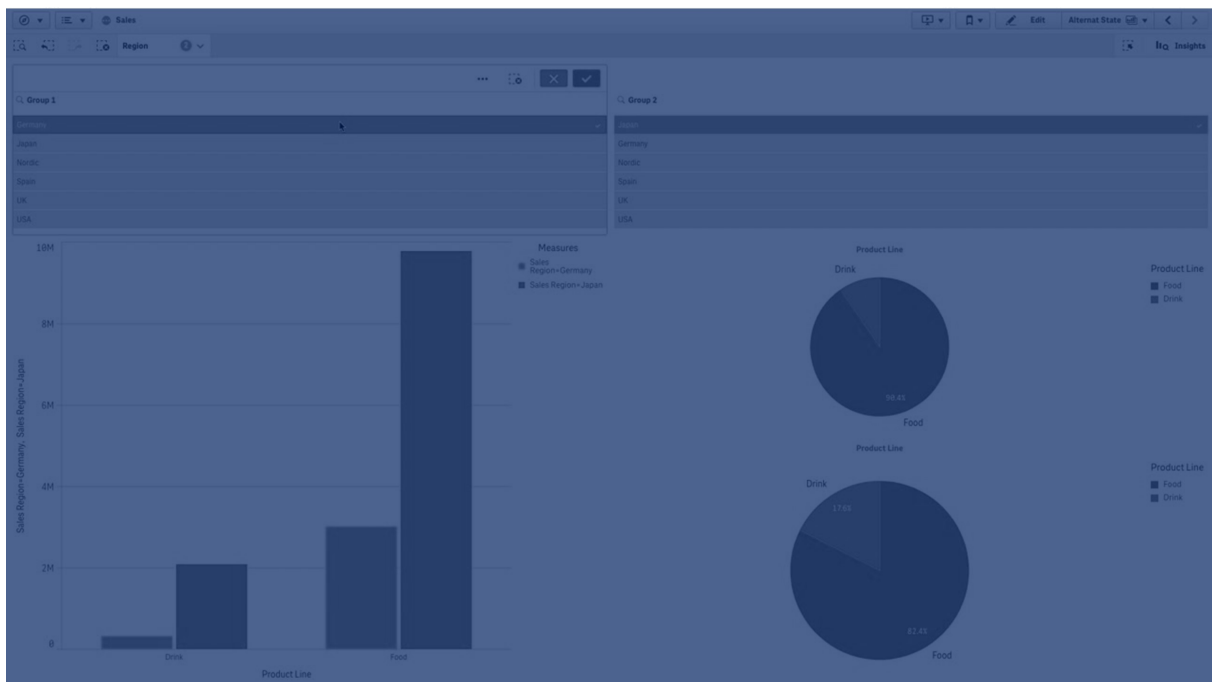 Sales
Edit
Alternat State
Region
2
Insights
Group 1
Germany
Japan
Nordic
Spain
UK
USA
Group 2
Japan
Germany
Nordic
Spain
UK
USA
10M
8M
6M
4M
2M
0
Sales Region=Germany, Sales Region=Japan
Drink
Food
Product Line
Measures
Sales
Region=Germany
Sales Region=Japan
Product Line
Drink
Food
Product Line
Food
Drink
Product Line
Drink
17.6%
82.4%
Food
Product Line
Food
Drink